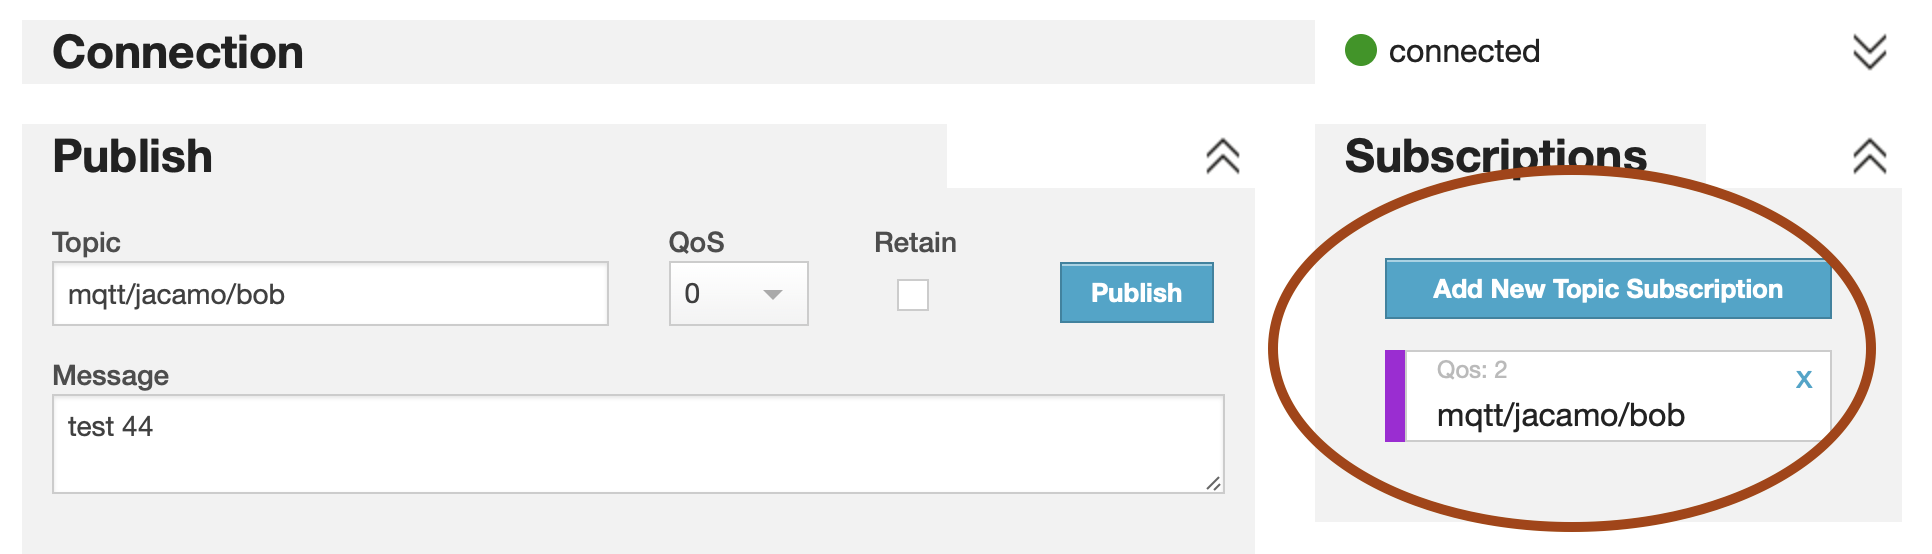 Connection
connected
Publish
Subscriptions
Topic
QoS
Retain
mqtt/jacamo/bob
0
Publish
Add New Topic Subscription
Message
test 44
Qos: 2
x
mqtt/jacamo/bob